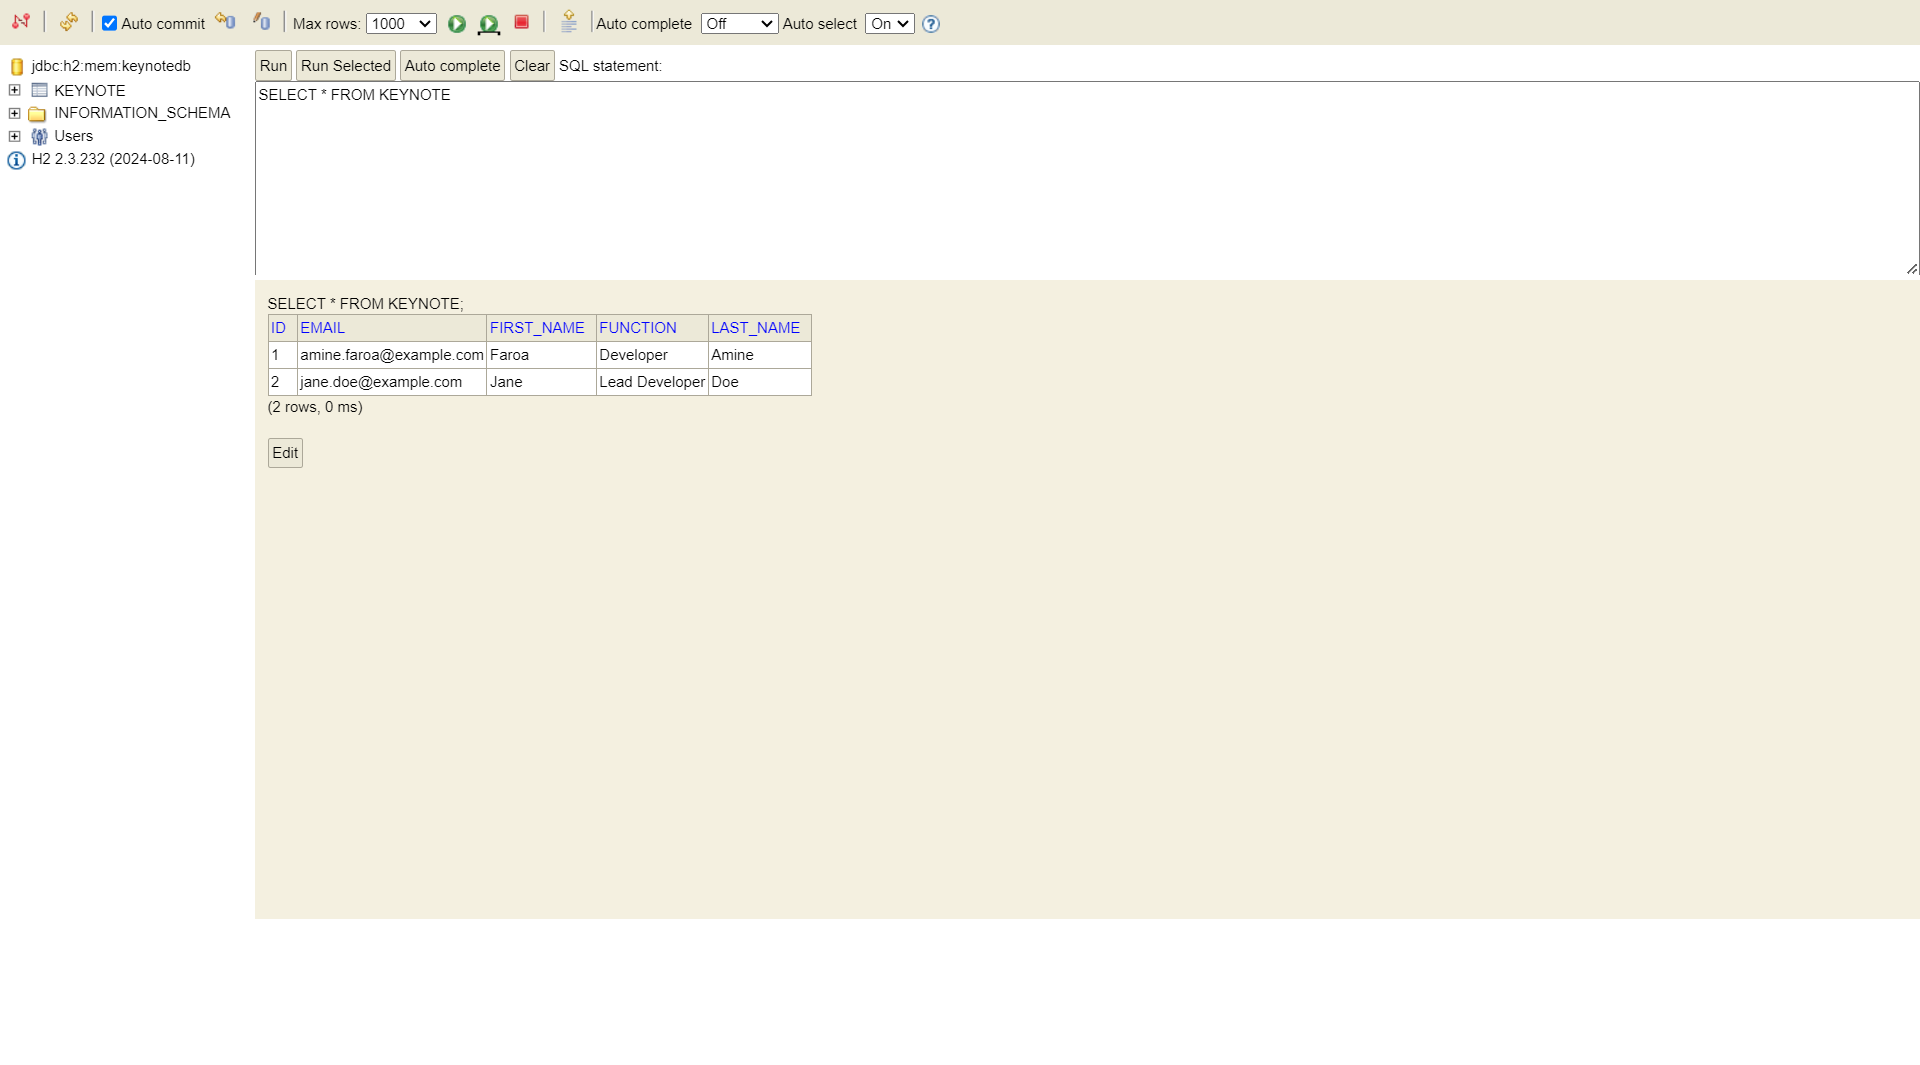 Auto commit Max rows: 1000 Auto complete Off Auto select On
jdbc:h2:mem:keynotedb
KEYNOTE
INFORMATION_SCHEMA
Users
H2 2.3.232 (2024-08-11)
Run Run Selected Auto complete Clear SQL statement:
SELECT * FROM KEYNOTE
SELECT * FROM KEYNOTE;
ID EMAIL FIRST_NAME FUNCTION LAST_NAME
1 amine.faroa@example.com Faroa Developer Amine
2 jane.doe@example.com Jane Lead Developer Doe
(2 rows, 0 ms)
Edit